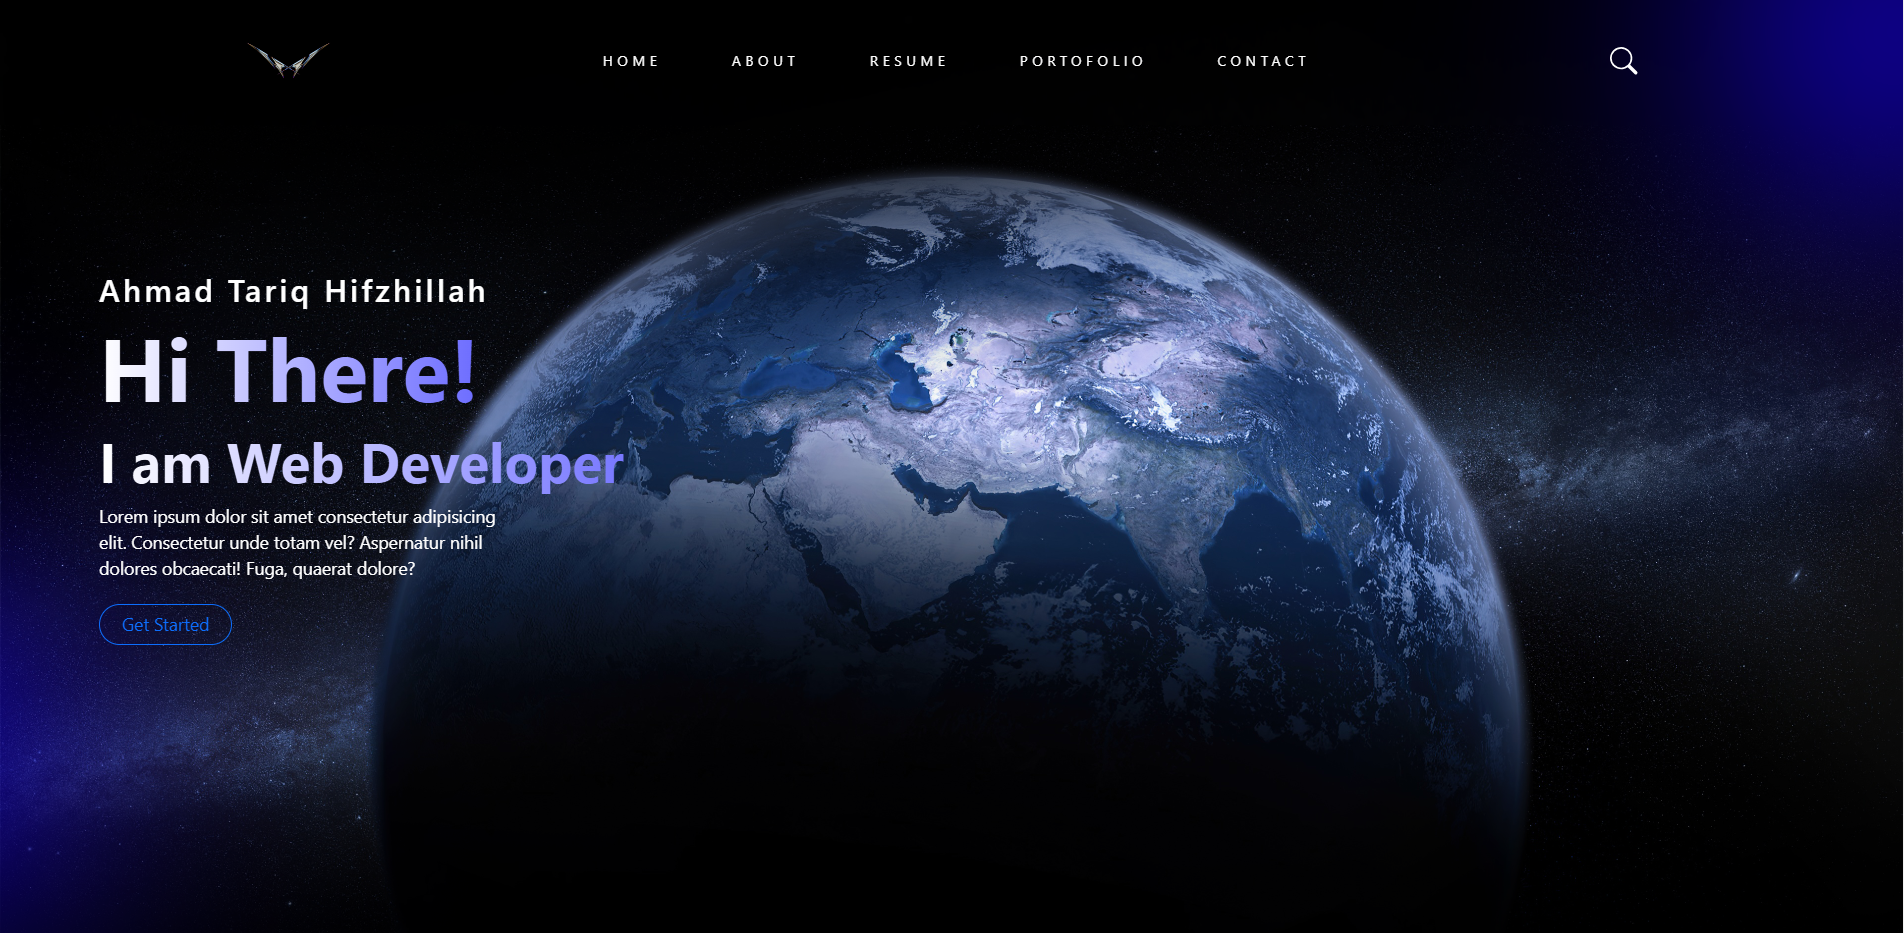 HOME ABOUT RESUME PORTOFOLIO CONTACT
Ahmad Tariq Hifzhillah
Hi There!
I am Web Developer
Lorem ipsum dolor sit amet consectetur adipisicing
elit. Consectetur unde totam vel? Aspernatur nihil
dolores obcaecati! Fuga, quaerat dolore?
Get Started